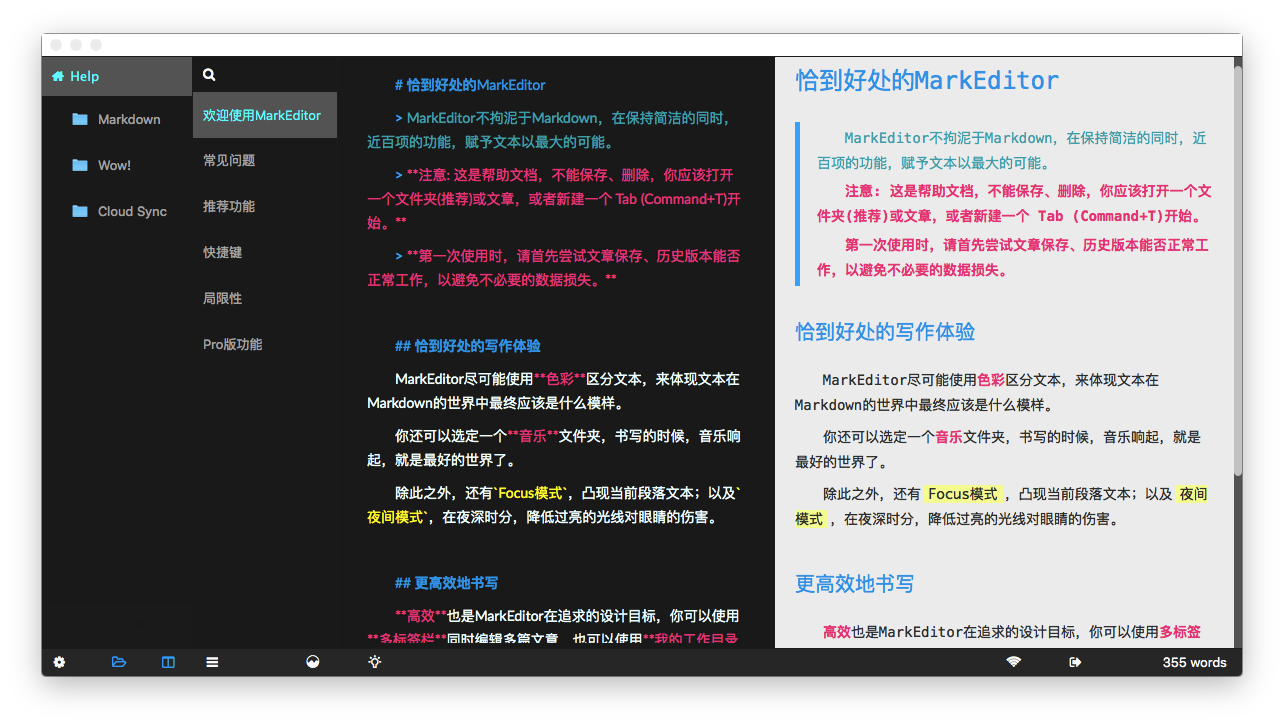 Help
Markdown
Wow!
Cloud Sync
欢迎使用MarkEditor
常见问题
推荐功能
快捷键
局限性
Pro版功能
# 恰到好处的MarkEditor
> MarkEditor不拘泥于Markdown，在保持简洁的同时，
近百项的功能，赋予文本以最大的可能。
> **注意: 这是帮助文档，不能保存、删除，你应该打开
一个文件夹(推荐)或文章，或者新建一个 Tab (Command+T)开
始。**
> **第一次使用时，请首先尝试文章保存、历史版本能否
正常工作，以避免不必要的数据损失。**
## 恰到好处的写作体验
MarkEditor尽可能使用**色彩**区分文本，来体现文本在
Markdown的世界中最终应该是什么模样。
你还可以选定一个**音乐**文件夹，书写的时候，音乐响
起，就是最好的世界了。
除此之外，还有`Focus模式`，凸现当前段落文本；以及`
夜间模式`，在夜深时分，降低过亮的光线对眼睛的伤害。
## 更高效地书写
**高效**也是MarkEditor在追求的设计目标，你可以使用
**多标签栏**同时编辑多篇文章，也可以使用**我的工作目录
恰到好处的MarkEditor
MarkEditor不拘泥于Markdown，在保持简洁的同时，近
百项的功能，赋予文本以最大的可能。
注意: 这是帮助文档，不能保存、删除，你应该打开一个文
件夹(推荐)或文章，或者新建一个 Tab (Command+T)开始。
第一次使用时，请首先尝试文章保存、历史版本能否正常工
作，以避免不必要的数据损失。
恰到好处的写作体验
MarkEditor尽可能使用色彩区分文本，来体现文本在
Markdown的世界中最终应该是什么模样。
你还可以选定一个音乐文件夹，书写的时候，音乐响起，就是
最好的世界了。
除此之外，还有 Focus模式 ，凸现当前段落文本；以及 夜间
模式 ，在夜深时分，降低过亮的光线对眼睛的伤害。
更高效地书写
高效也是MarkEditor在追求的设计目标，你可以使用多标签
355 words